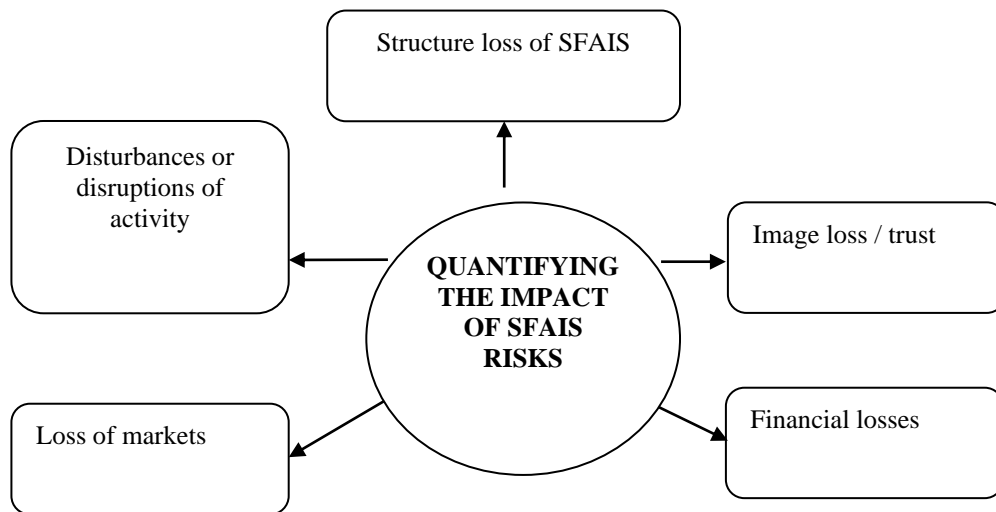 Structure loss of SFAIS
Disturbances or
disruptions of
activity
Image loss / trust
QUANTIFYING
THE IMPACT
OF SFAIS
RISKS
Loss of markets
Financial losses